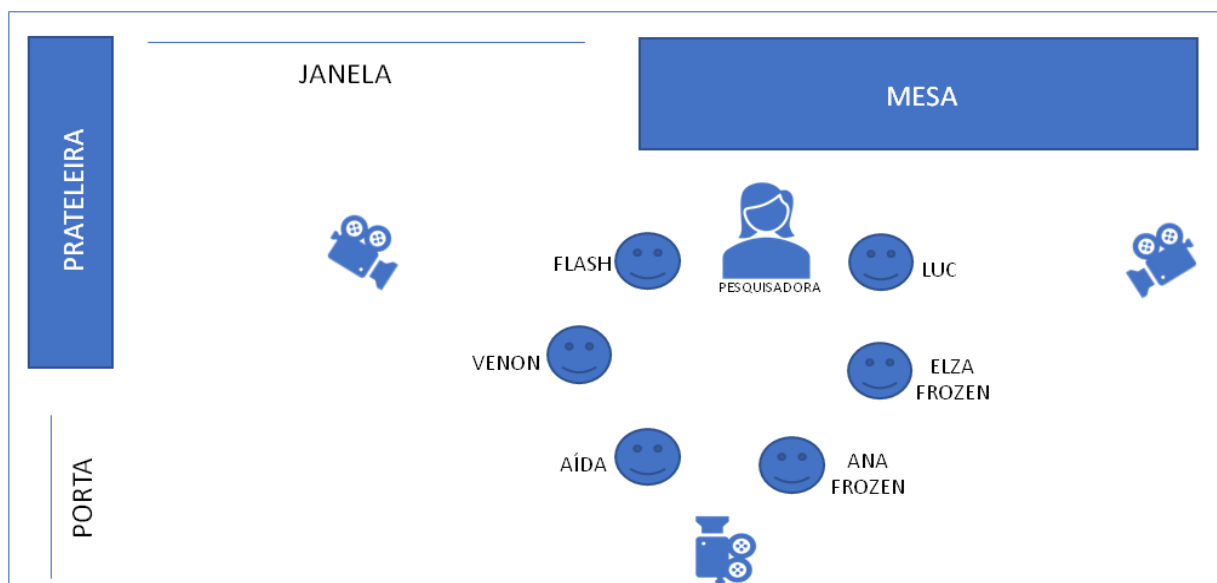 JANELA
MESA
PRATELEIRA
FLASH
PESQUISADORA
LUC
VENON
ELZA
FROZEN
AÍDA
ANA
FROZEN
PORTA